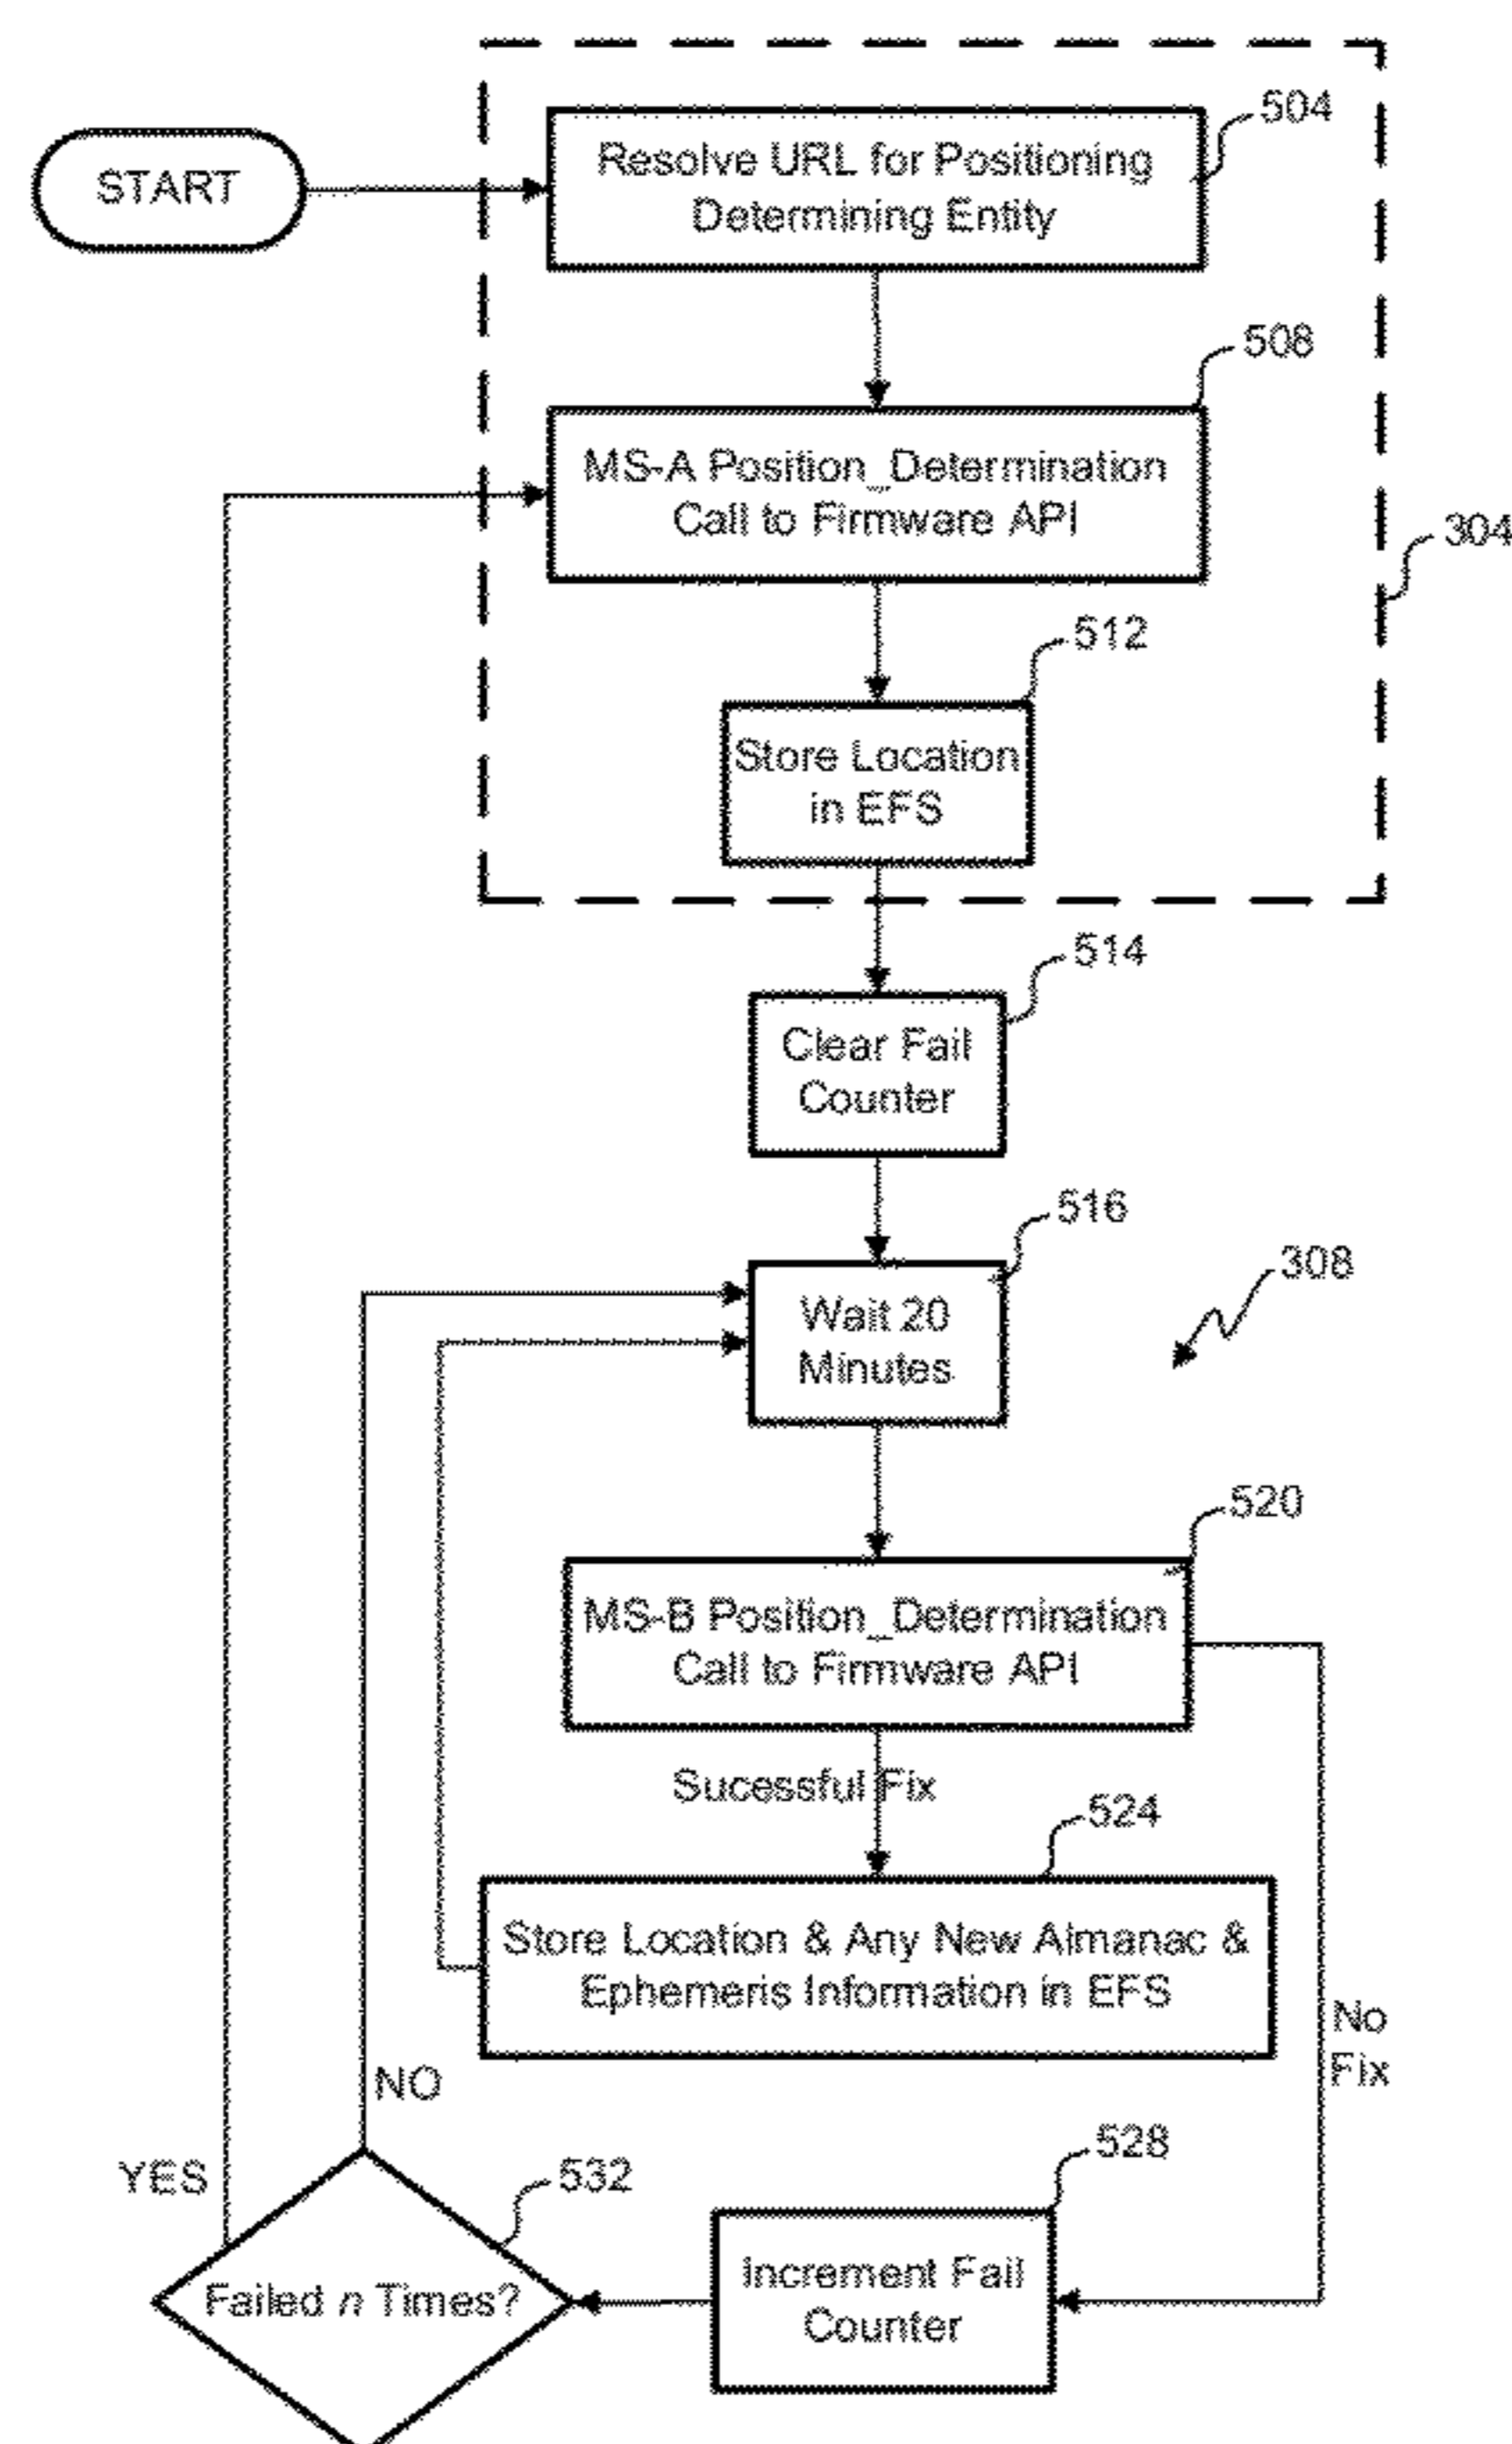 504
START
Resolve URL for Positioning
Determining Entity
508
MS-A Position_Determination
Call to Firmware API
304
512
Store Location
in EFS
514
Clear Fail
Counter
516
308
Wait 20
Minutes
520
MS-B Position_Determination
Call to Firmware API
Sucessful Fix
524
Store Location & Any New Almanac &
Ephemeris Information in EFS
No
Fix
NO
528
YES
532
Increment Fail
Counter
Failed n Times?